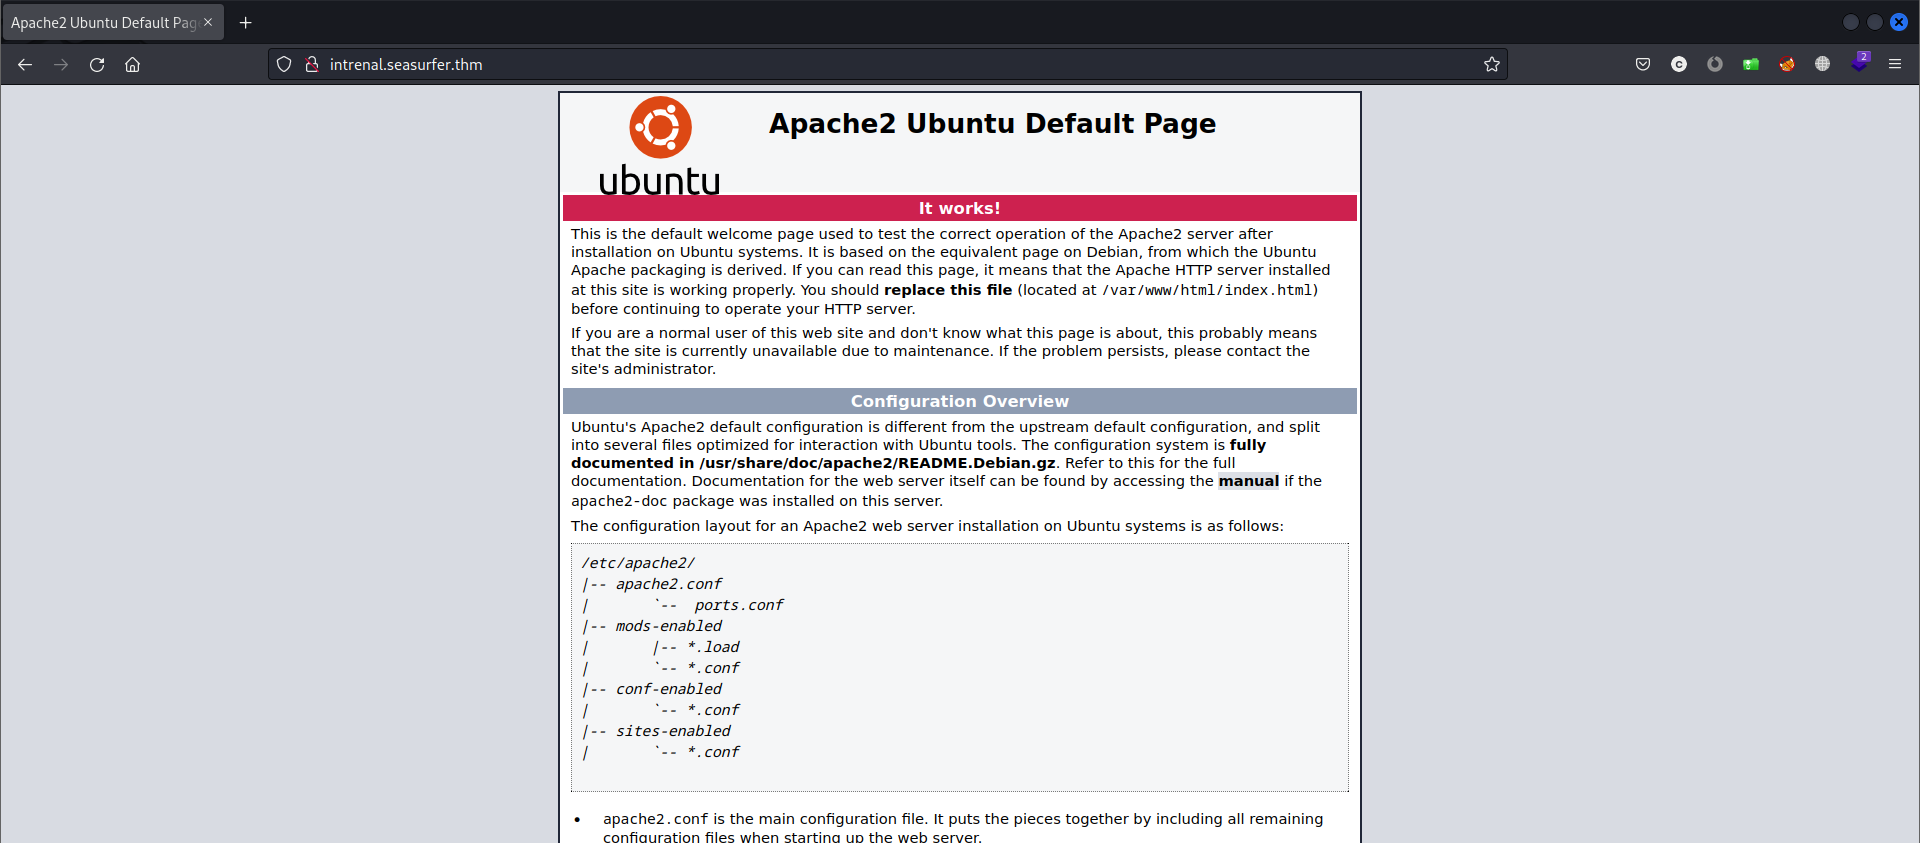 Apache2 Ubuntu Default Pag
intrenal.seasurfer.thm
2
ubuntu
Apache2 Ubuntu Default Page
It works!
This is the default welcome page used to test the correct operation of the Apache2 server after
installation on Ubuntu systems. It is based on the equivalent page on Debian, from which the Ubuntu
Apache packaging is derived. If you can read this page, it means that the Apache HTTP server installed
at this site is working properly. You should replace this file (located at /var/www/html/index.html)
before continuing to operate your HTTP server.
If you are a normal user of this web site and don't know what this page is about, this probably means
that the site is currently unavailable due to maintenance. If the problem persists, please contact the
site's administrator.
Configuration Overview
Ubuntu's Apache2 default configuration is different from the upstream default configuration, and split
into several files optimized for interaction with Ubuntu tools. The configuration system is fully
documented in /usr/share/doc/apache2/README.Debian.gz. Refer to this for the full
documentation. Documentation for the web server itself can be found by accessing the manual if the
apache2-doc package was installed on this server.
The configuration layout for an Apache2 web server installation on Ubuntu systems is as follows:
/etc/apache2/
|-- apache2.conf
|       `--  ports.conf
|-- mods-enabled
|       |-- *.load
|       `-- *.conf
|-- conf-enabled
|       `-- *.conf
|-- sites-enabled
|       `-- *.conf
• apache2.conf is the main configuration file. It puts the pieces together by including all remaining
configuration files when starting up the web server.